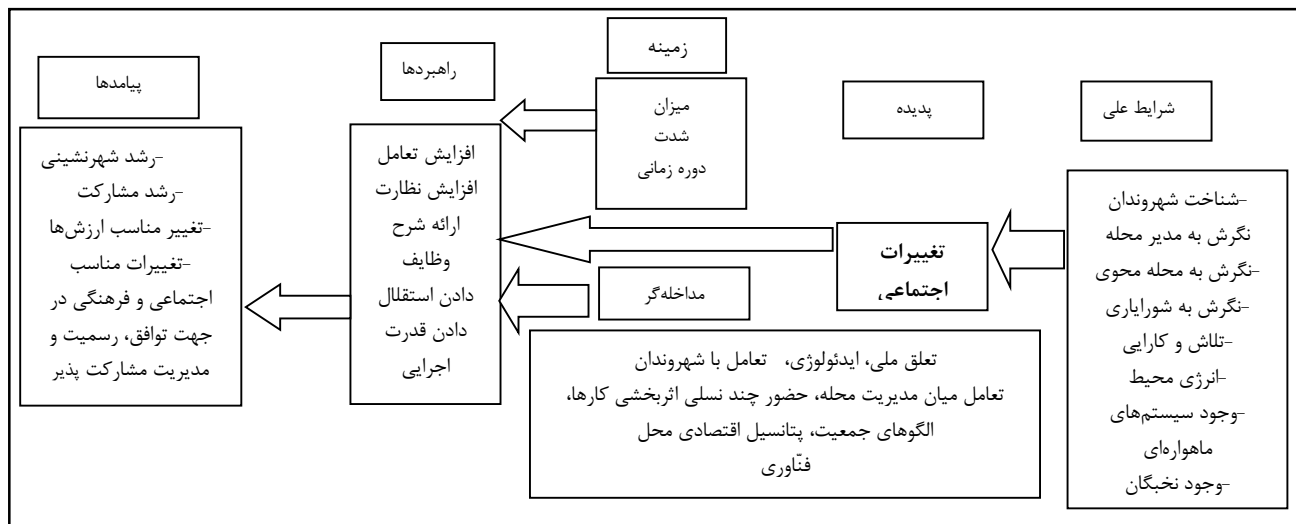 شرایط علی
-شناخت شهروندان
نگرش به مدیر محله
-نگرش به محله محوی
-نگرش به شورایاری
-تلاش و کارایی
-انرژی محیط
-وجود سیستم‌های
ماهواره‌ای
-وجود نخبگان
پدیده
تغییرات
اجتماعی
زمینه
میزان
شدت
دوره زمانی
مداخله‌گر
تعلق ملی، ایدئولوژی، تعامل با شهروندان
تعامل میان مدیریت محله، حضور چند نسلی اثربخشی کارها،
الگوهای جمعیت، پتانسیل اقتصادی محل
فنّاوری
راهبردها
افزایش تعامل
افزایش نظارت
ارائه شرح
وظایف
دادن استقلال
دادن قدرت
اجرایی
پیامدها
-رشد شهرنشینی
-رشد مشارکت
-تغییر مناسب ارزش‌ها
-تغییرات مناسب
اجتماعی و فرهنگی در
جهت توافق، رسمیت و
مدیریت مشارکت پذیر